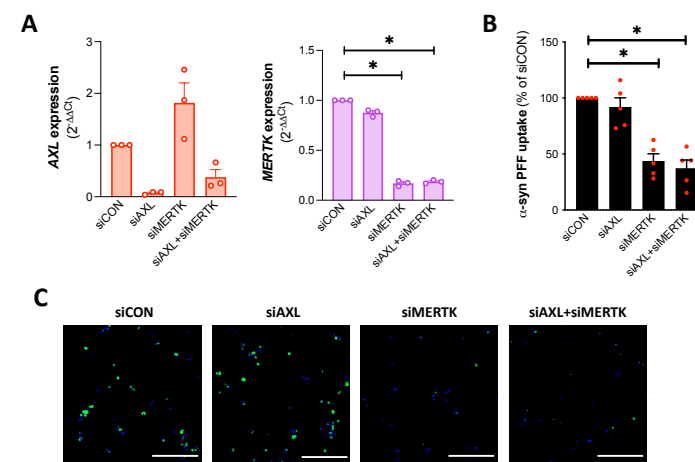 A
AXL expression
(2-ΔΔCt)
3
2
1
0
siCON
siAXL
siMERTK
siAXL+siMERTK
MERTK expression
(2-ΔΔCt)
1.5
1.0
0.5
0.0
*
*
siCON
siAXL
siMERTK
siAXL+siMERTK
B
α-syn PFF uptake (% of siCON)
150
100
50
0
*
*
siCON
siAXL
siMERTK
siAXL+siMERTK
C
siCON
siAXL
siMERTK
siAXL+siMERTK